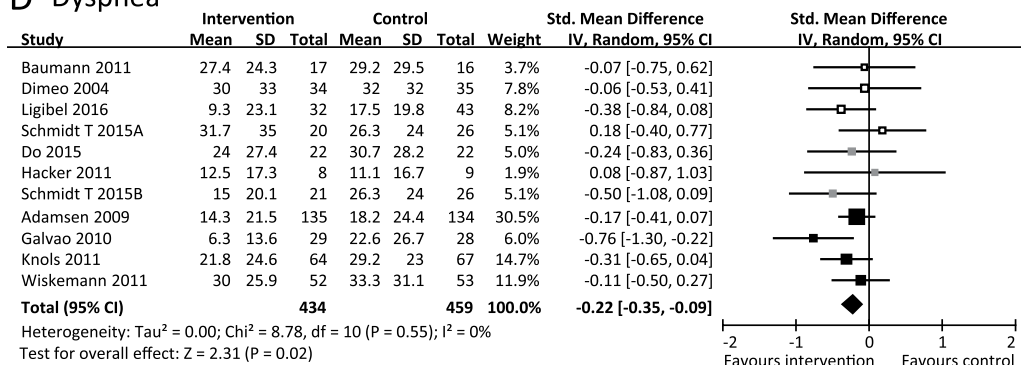 D Dyspnea
Intervention Control Std. Mean Difference Std. Mean Difference
Study Mean SD Total Mean SD Total Weight IV, Random, 95% CI IV, Random, 95% CI
Baumann 2011 27.4 24.3 17 29.2 29.5 16 3.7% -0.07 [-0.75, 0.62]
Dimeo 2004 30 33 34 32 32 35 7.8% -0.06 [-0.53, 0.41]
Ligibel 2016 9.3 23.1 32 17.5 19.8 43 8.2% -0.38 [-0.84, 0.08]
Schmidt T 2015A 31.7 35 20 26.3 24 26 5.1% 0.18 [-0.40, 0.77]
Do 2015 24 27.4 22 30.7 28.2 22 5.0% -0.24 [-0.83, 0.36]
Hacker 2011 12.5 17.3 8 11.1 16.7 9 1.9% 0.08 [-0.87, 1.03]
Schmidt T 2015B 15 20.1 21 26.3 24 26 5.1% -0.50 [-1.08, 0.09]
Adamsen 2009 14.3 21.5 135 18.2 24.4 134 30.5% -0.17 [-0.41, 0.07]
Galvao 2010 6.3 13.6 29 22.6 26.7 28 6.0% -0.76 [-1.30, -0.22]
Knols 2011 21.8 24.6 64 29.2 23 67 14.7% -0.31 [-0.65, 0.04]
Wiskemann 2011 30 25.9 52 33.3 31.1 53 11.9% -0.11 [-0.50, 0.27]
Total (95% CI) 434 459 100.0% -0.22 [-0.35, -0.09]
Heterogeneity: Tau² = 0.00; Chi² = 8.78, df = 10 (P = 0.55); I² = 0%
Test for overall effect: Z = 2.31 (P = 0.02)
-2 -1 0 1 2
Favours intervention Favours control